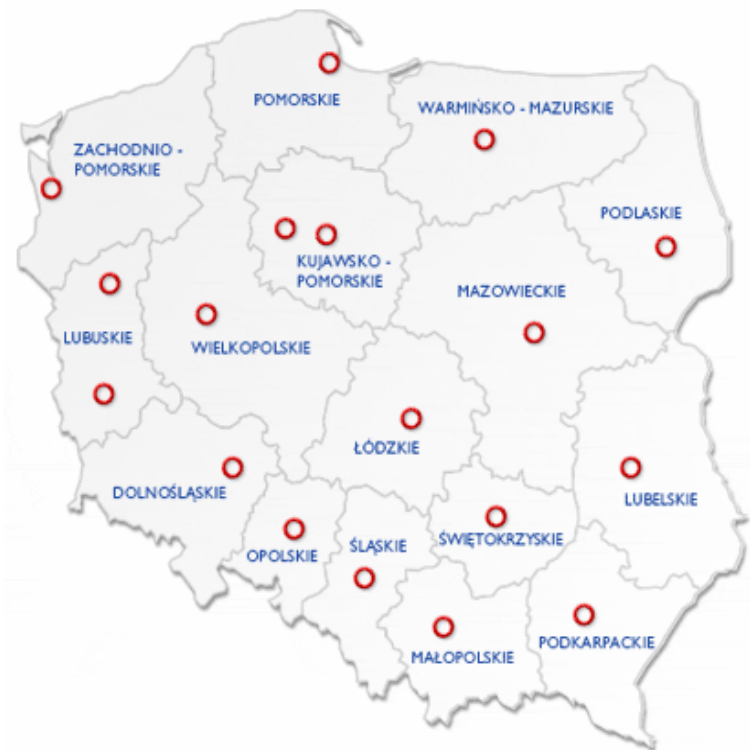 POMORSKIE
WARMIŃSKO - MAZURSKIE
ZACHODNIO -
POMORSKIE
PODLASKIE
KUJAWSKO -
POMORSKIE
MAZOWIECKIE
LUBUSKIE
WIELKOPOLSKIE
ŁÓDZKIE
DOLNOŚLĄSKIE
LUBELSKIE
OPOLSKIE
ŚLĄSKIE
ŚWIĘTOKRZYSKIE
MAŁOPOLSKIE
PODKARPACKIE